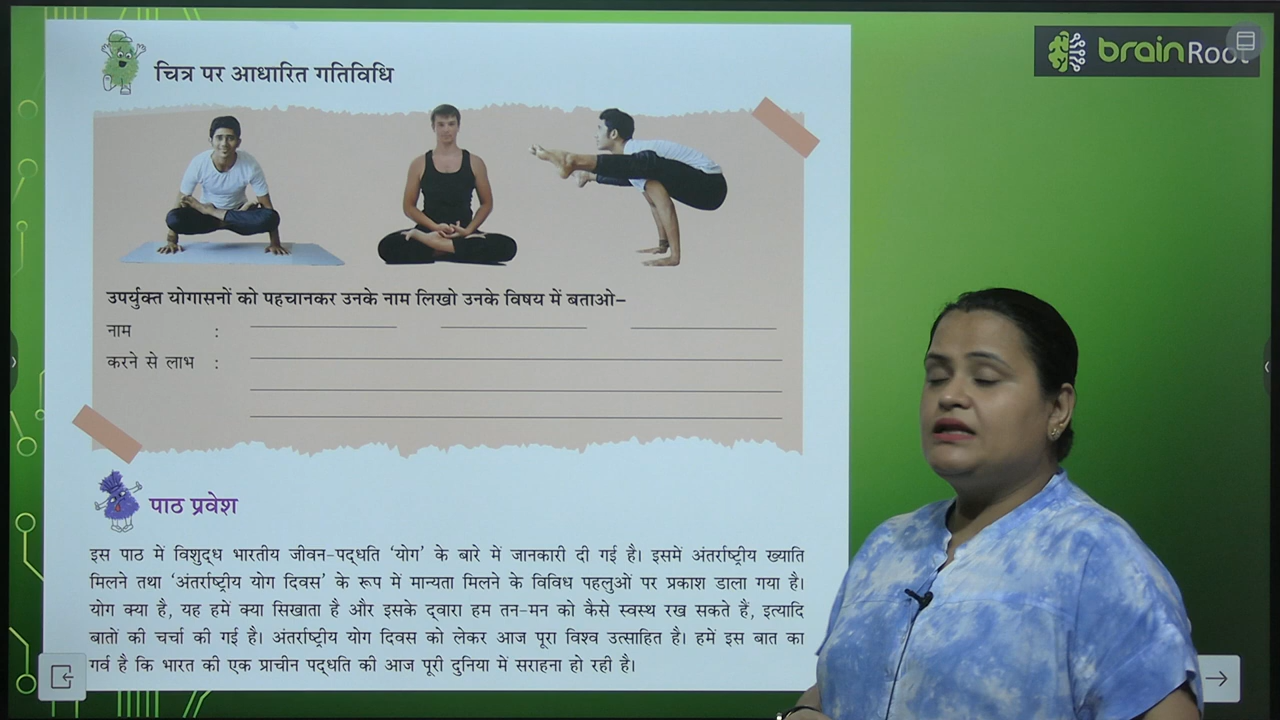 चित्र पर आधारित गतिविधि
brainRoot
उपर्युक्त योगासनों को पहचानकर उनके नाम लिखो उनके विषय में बताओ–
नाम :
करने से लाभ :
पाठ प्रवेश
इस पाठ में विशुद्ध भारतीय जीवन-पद्धति ‘योग’ के बारे में जानकारी दी गई है। इसमें अंतर्राष्ट्रीय ख्याति
मिलने तथा ‘अंतर्राष्ट्रीय योग दिवस’ के रूप में मान्यता मिलने के विविध पहलुओं पर प्रकाश डाला गया है।
योग क्या है, यह हमें क्या सिखाता है और इसके द्वारा हम तन-मन को कैसे स्वस्थ रख सकते हैं, इत्यादि
बातों की चर्चा की गई है। अंतर्राष्ट्रीय योग दिवस को लेकर आज पूरा विश्व उत्साहित है। हमें इस बात का
गर्व है कि भारत की एक प्राचीन पद्धति की आज पूरी दुनिया में सराहना हो रही है।